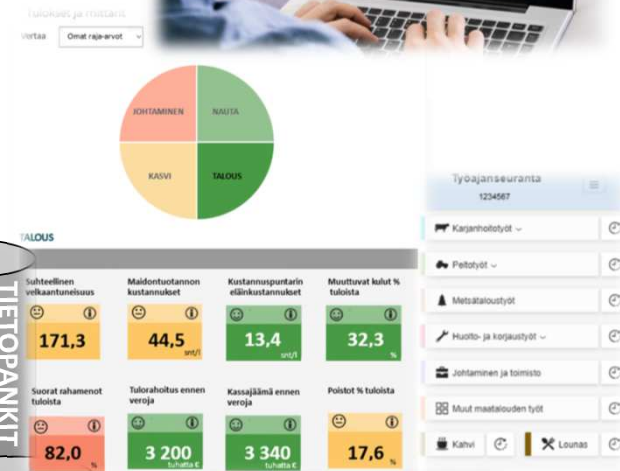 Tulokset ja mittarit
Vertaa
Omat raja-arvot
JOHTAMINEN
NAUTA
KASVI
TALOUS
TALOUS
Suhteellinen
velkaantuneisuus
171,3
Maidontuotannon
kustannukset
44,5
snt/l
Kustannuspuntarin
eläinkustannukset
13,4
snt/l
Muuttuvat kulut %
tuloista
32,3
%
Suorat rahamenot
tuloista
82,0
%
Tulorahoitus ennen
veroja
3 200
tuhatta €
Kassajäämä ennen
veroja
3 340
tuhatta €
Poistot % tuloista
17,6
%
TIETOPANKIT
Työajanseuranta
1234567
Karjanhoitotyöt
Peltotyöt
Metsätaloustyöt
Huolto- ja korjaustyöt
Johtaminen ja toimisto
Muut maatalouden työt
Kahvi
Lounas